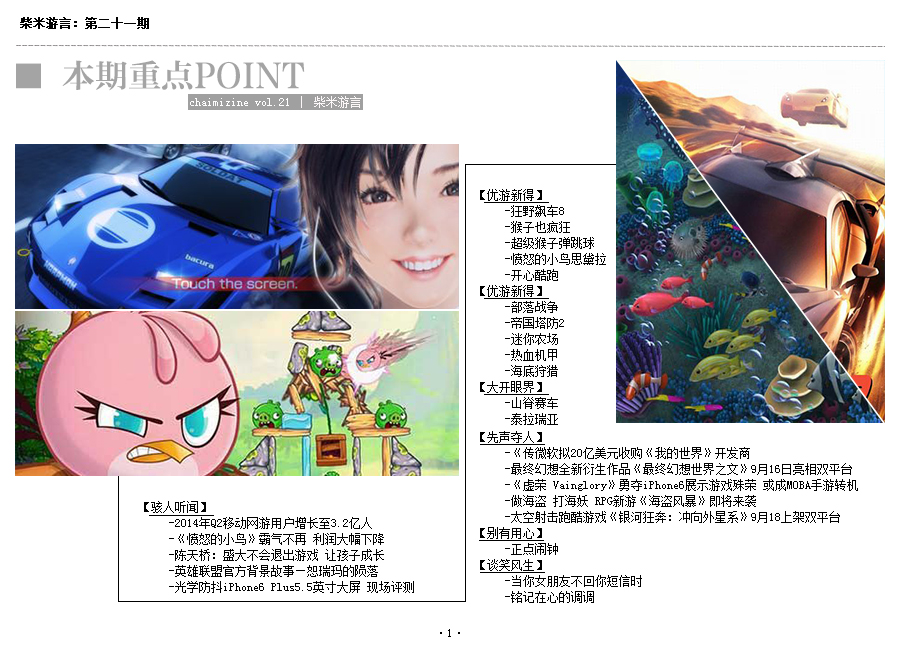 柴米游言：第二十一期
本期重点POINT
chaimizine vol.21 | 柴米游言
SOLDAT
bacura
Touch the screen.
【骇人听闻】
-2014年Q2移动网游用户增长至3.2亿人
-《愤怒的小鸟》霸气不再 利润大幅下降
-陈天桥：盛大不会退出游戏 让孩子成长
-英雄联盟官方背景故事－恕瑞玛的陨落
-光学防抖iPhone6 Plus5.5英寸大屏 现场评测
【优游新得】
-狂野飙车8
-猴子也疯狂
-超级猴子弹跳球
-愤怒的小鸟思黛拉
-开心酷跑
【优游新得】
-部落战争
-帝国塔防2
-迷你农场
-热血机甲
-海底狩猎
【大开眼界】
-山脊赛车
-泰拉瑞亚
【先声夺人】
-《传微软拟20亿美元收购《我的世界》开发商
-最终幻想全新衍生作品《最终幻想世界之文》9月16日亮相双平台
-《虚荣 Vainglory》勇夺iPhone6展示游戏殊荣 或成MOBA手游转机
-做海盗 打海妖 RPG新游《海盗风暴》即将来袭
-太空射击跑酷游戏《银河狂奔：冲向外星系》9月18上架双平台
【别有用心】
-正点闹钟
【谈笑风生】
-当你女朋友不回你短信时
-铭记在心的调调
·1·